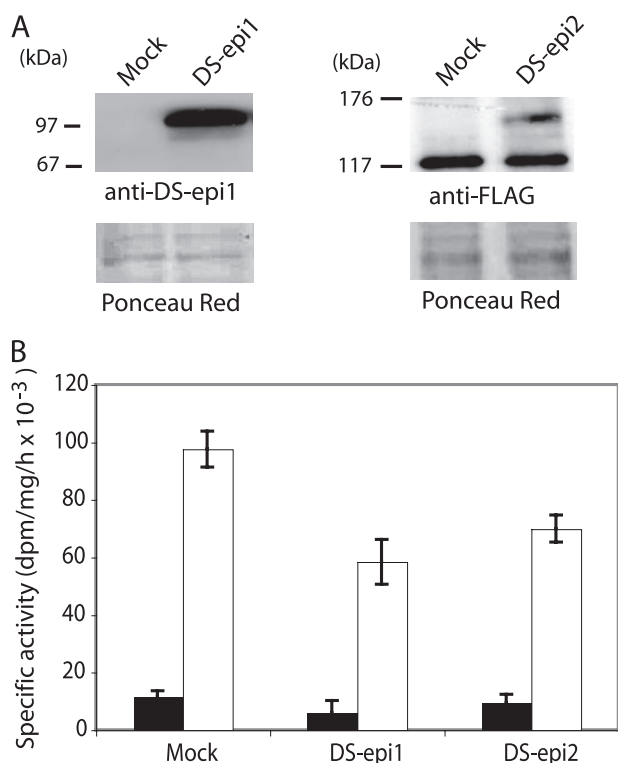 A
(kDa)
Mock
DS-epi1
97
67
anti-DS-epi1
Ponceau Red
(kDa)
Mock
DS-epi2
176
117
anti-FLAG
Ponceau Red
B
Specific activity (dpm/mg/h x 10⁻³ )
120
100
80
60
40
20
0
Mock DS-epi1 DS-epi2